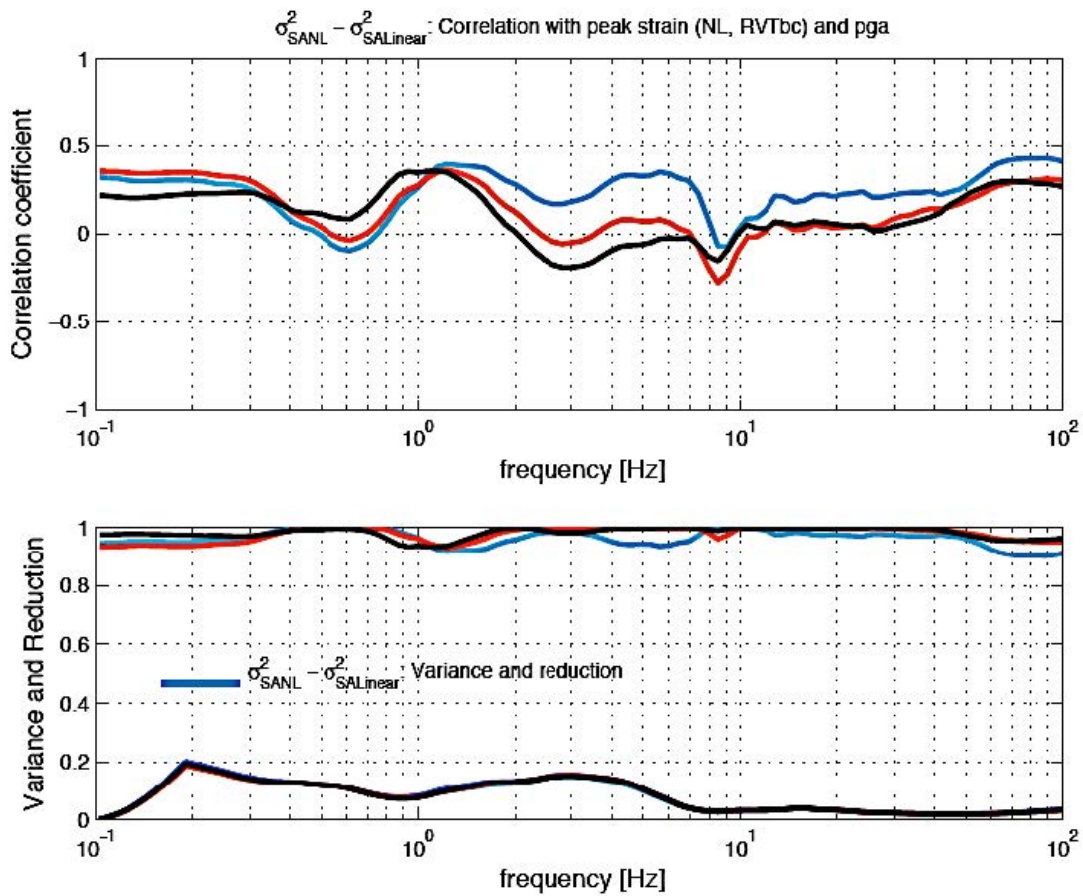 σ²SANL − σ²SALinear: Correlation with peak strain (NL, RVTbc) and pga
1
0.5
0
−0.5
−1
Correlation coefficient
10⁻¹ 10⁰ 10¹ 10²
frequency [Hz]
1
0.8
0.6
0.4
0.2
0
Variance and Reduction
σ²SANL − σ²SALinear: Variance and reduction
10⁻¹ 10⁰ 10¹ 10²
frequency [Hz]